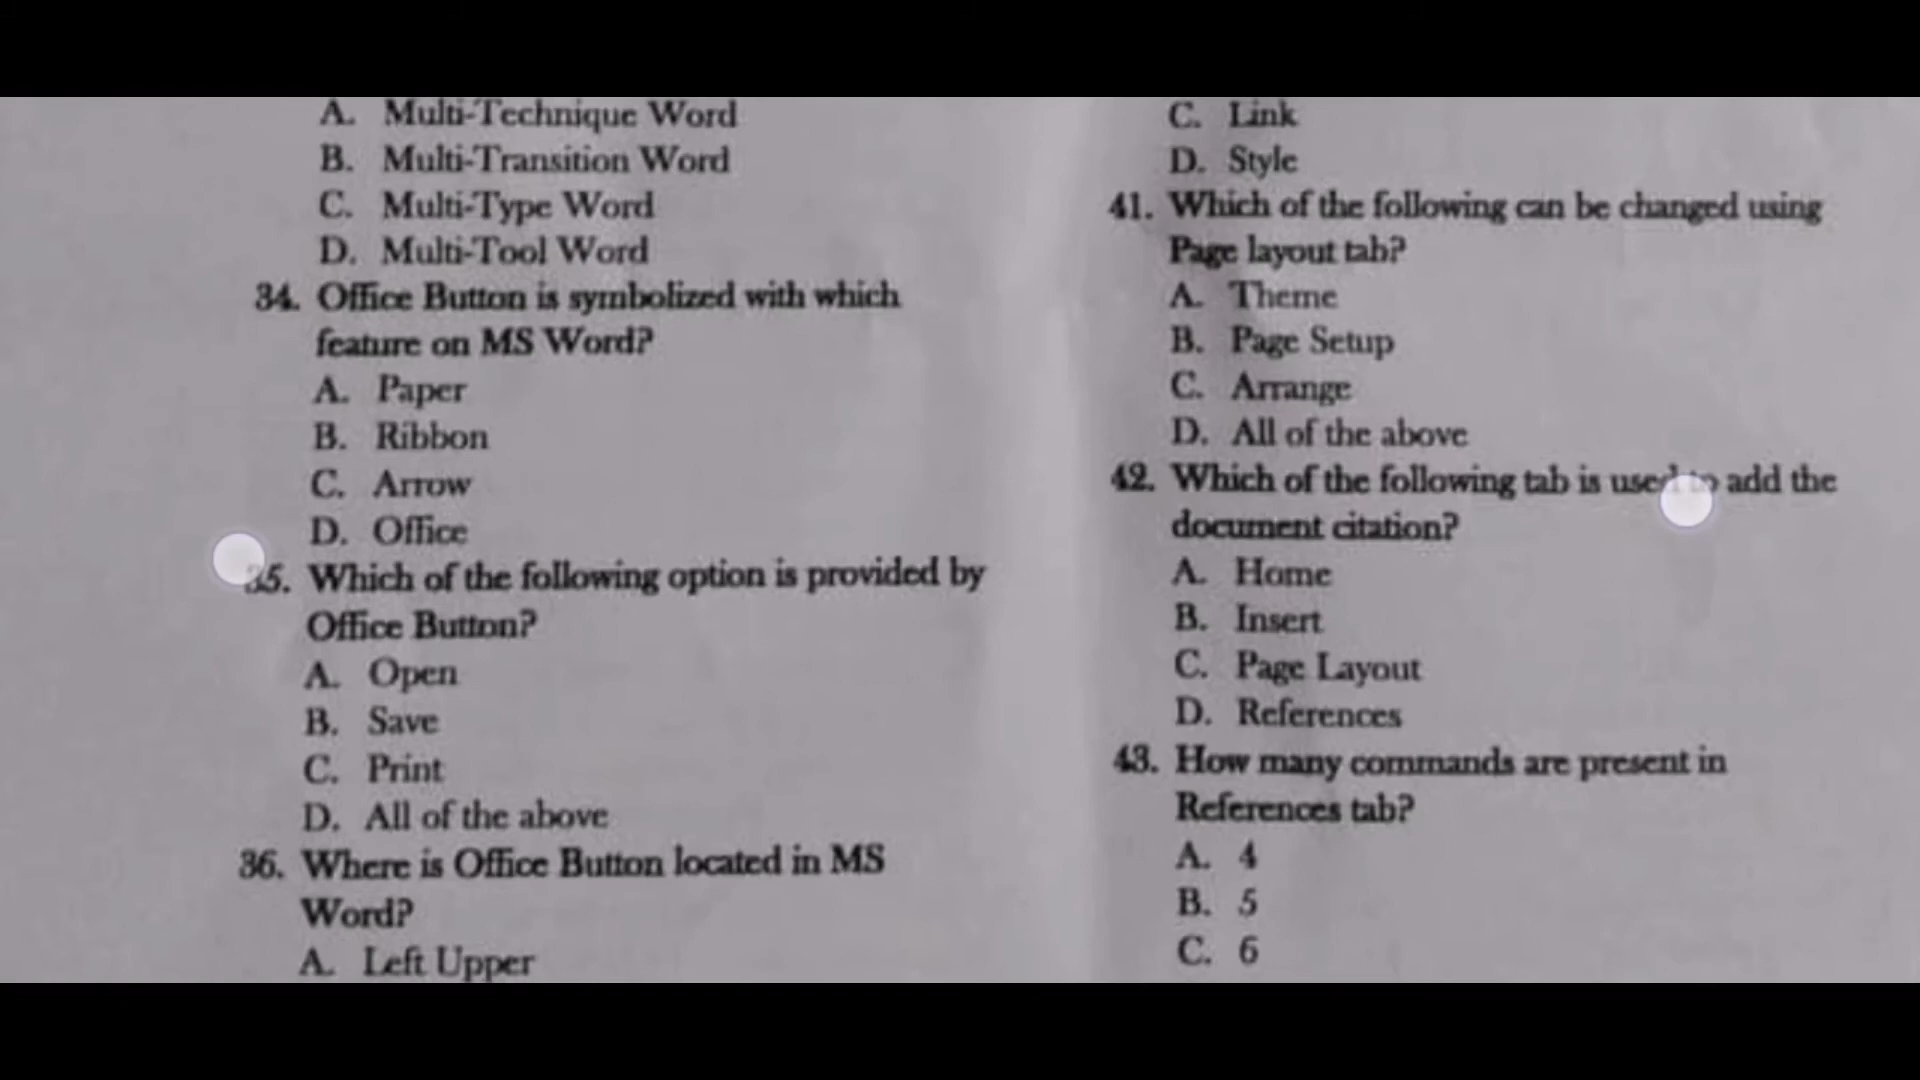 A. Multi-Technique Word
B. Multi-Transition Word
C. Multi-Type Word
D. Multi-Tool Word
34. Office Button is symbolized with which
feature on MS Word?
A. Paper
B. Ribbon
C. Arrow
D. Office
35. Which of the following option is provided by
Office Button?
A. Open
B. Save
C. Print
D. All of the above
36. Where is Office Button located in MS
Word?
A. Left Upper
C. Link
D. Style
41. Which of the following can be changed using
Page layout tab?
A. Theme
B. Page Setup
C. Arrange
D. All of the above
42. Which of the following tab is used to add the
document citation?
A. Home
B. Insert
C. Page Layout
D. References
43. How many commands are present in
References tab?
A. 4
B. 5
C. 6